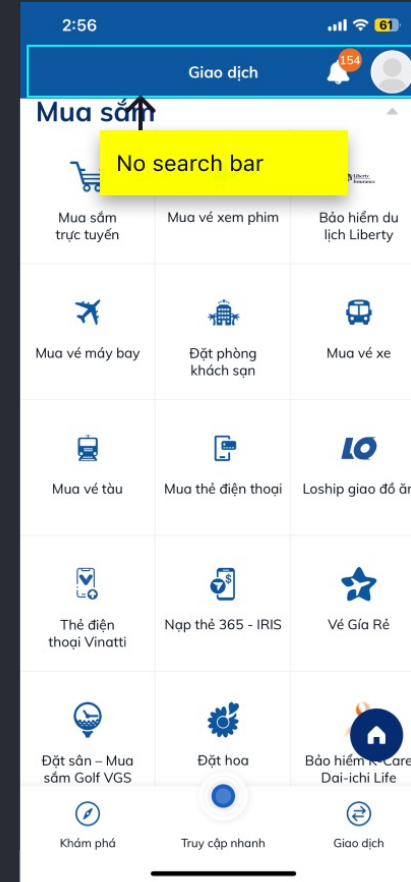 2:56
61
Giao dịch
154
Mua sắm
No search bar
Liberty
Insurance
Mua sắm
trực tuyến
Mua vé xem phim
Bảo hiểm du
lịch Liberty
Mua vé máy bay
Đặt phòng
khách sạn
Mua vé xe
LO
Mua vé tàu
Mua thẻ điện thoại
Loship giao đồ ăn
Thẻ điện
thoại Vinatti
$
Nạp thẻ 365 - IRIS
Vé Gía Rẻ
Đặt sân – Mua
sắm Golf VGS
Đặt hoa
Bảo hiểm K-Care
Dai-ichi Life
Khám phá
Truy cập nhanh
Giao dịch